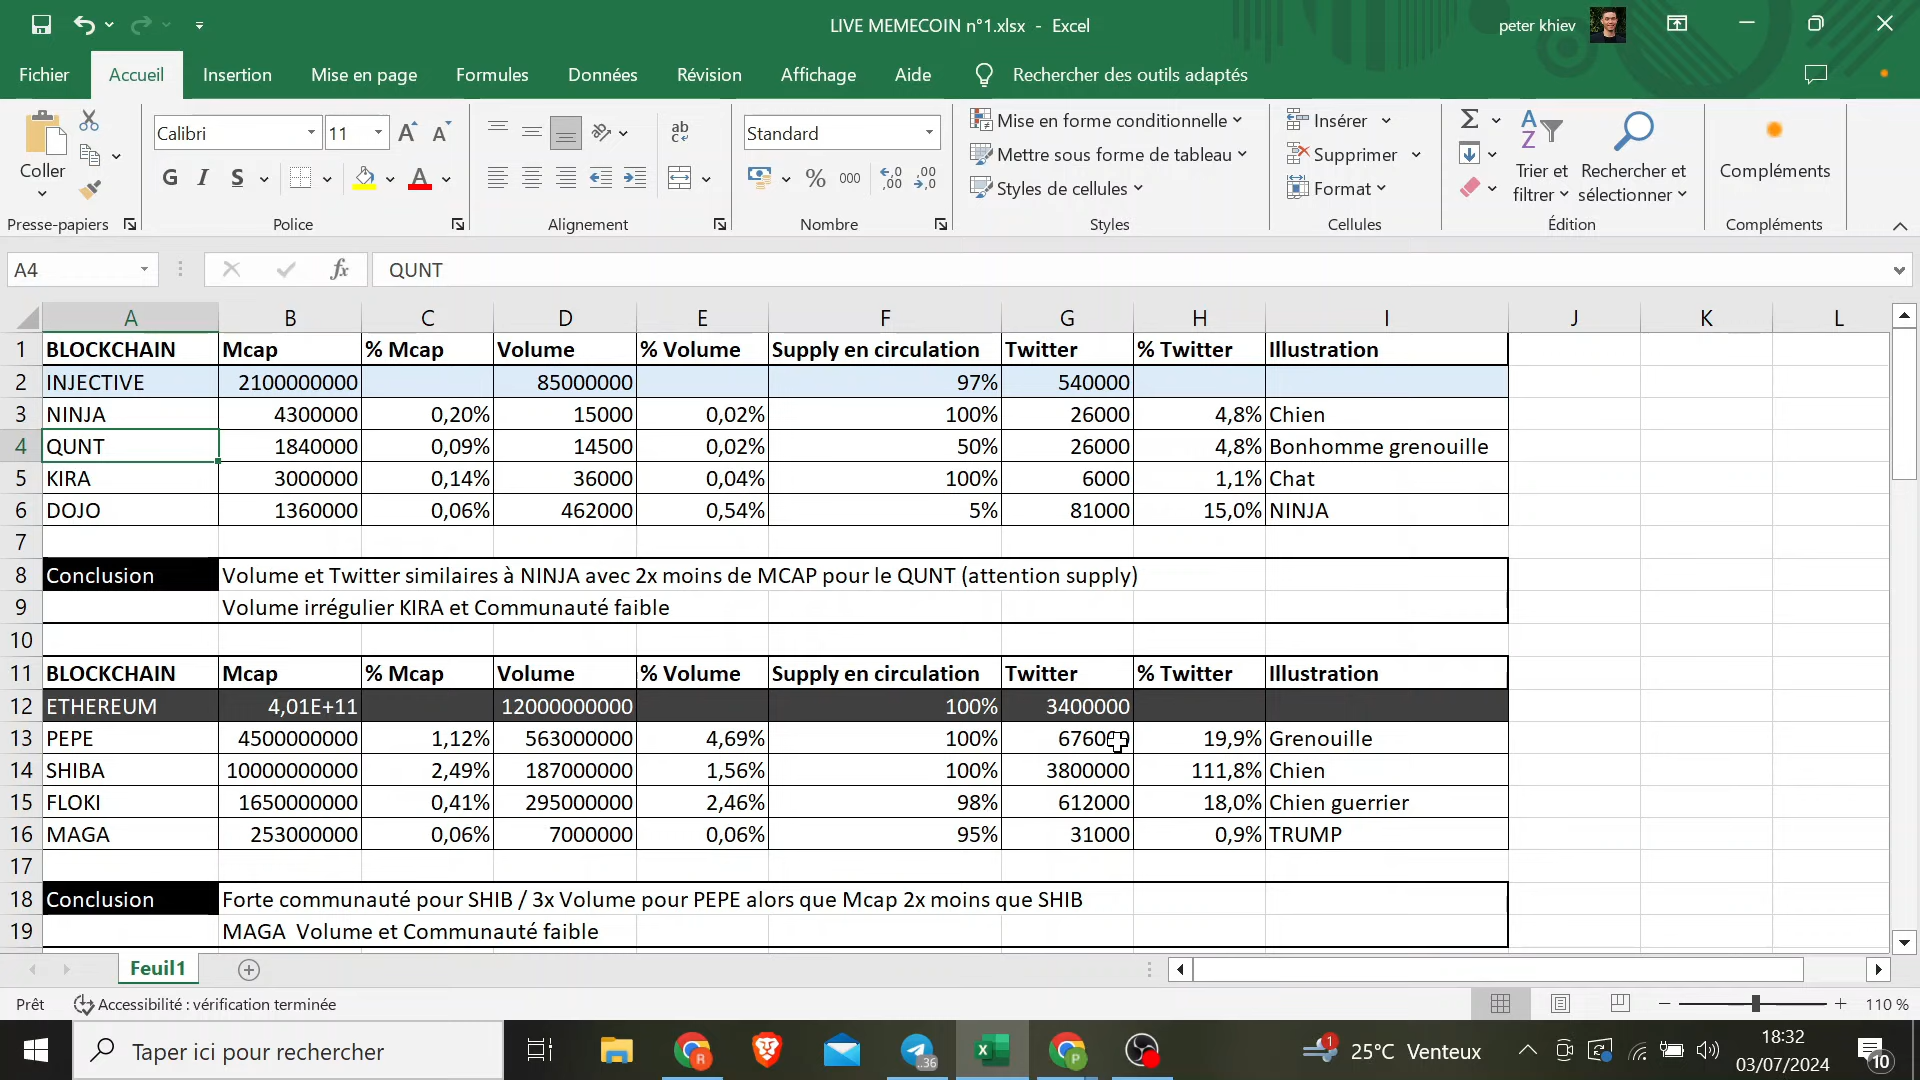 LIVE MEMECOIN n°1.xlsx - Excel
peter khiev
Fichier Accueil Insertion Mise en page Formules Données Révision Affichage Aide Rechercher des outils adaptés
Coller
Presse-papiers
Calibri 11
G I S
Police
ab
Alignement
Standard
% 000
Nombre
Mise en forme conditionnelle
Mettre sous forme de tableau
Styles de cellules
Styles
Insérer
Supprimer
Format
Cellules
Trier et filtrer
Rechercher et sélectionner
Édition
Compléments
Compléments
A4 fx QUNT
A B C D E F G H I J K L
1 BLOCKCHAIN Mcap % Mcap Volume % Volume Supply en circulation Twitter % Twitter Illustration
2 INJECTIVE 2100000000 85000000 97% 540000
3 NINJA 4300000 0,20% 15000 0,02% 100% 26000 4,8% Chien
4 QUNT 1840000 0,09% 14500 0,02% 50% 26000 4,8% Bonhomme grenouille
5 KIRA 3000000 0,14% 36000 0,04% 100% 6000 1,1% Chat
6 DOJO 1360000 0,06% 462000 0,54% 5% 81000 15,0% NINJA
7
8 Conclusion Volume et Twitter similaires à NINJA avec 2x moins de MCAP pour le QUNT (attention supply)
9 Volume irrégulier KIRA et Communauté faible
10
11 BLOCKCHAIN Mcap % Mcap Volume % Volume Supply en circulation Twitter % Twitter Illustration
12 ETHEREUM 4,01E+11 12000000000 100% 3400000
13 PEPE 4500000000 1,12% 563000000 4,69% 100% 676000 19,9% Grenouille
14 SHIBA 10000000000 2,49% 187000000 1,56% 100% 3800000 111,8% Chien
15 FLOKI 1650000000 0,41% 295000000 2,46% 98% 612000 18,0% Chien guerrier
16 MAGA 253000000 0,06% 7000000 0,06% 95% 31000 0,9% TRUMP
17
18 Conclusion Forte communauté pour SHIB / 3x Volume pour PEPE alors que Mcap 2x moins que SHIB
19 MAGA Volume et Communauté faible
Feuil1
Prêt Accessibilité : vérification terminée 110 %
Taper ici pour rechercher
36
1 25°C Venteux
18:32
03/07/2024
10